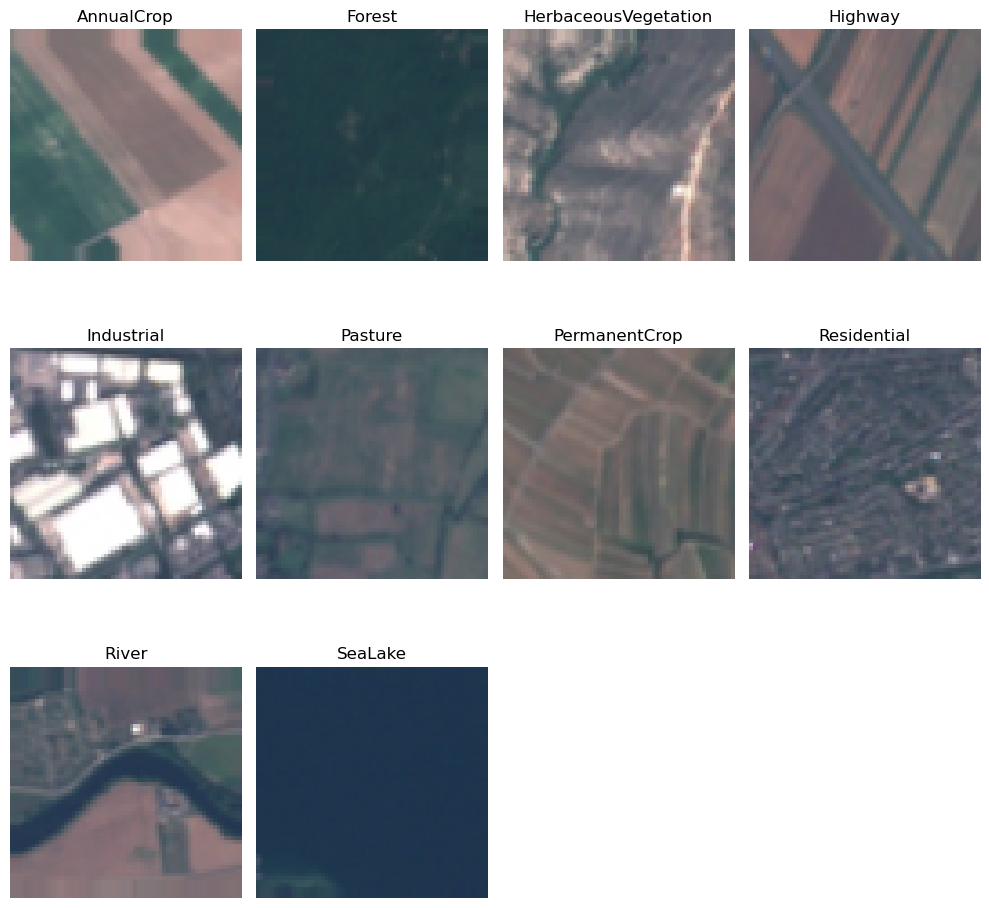 AnnualCrop
Forest
HerbaceousVegetation
Highway
Industrial
Pasture
PermanentCrop
Residential
River
SeaLake